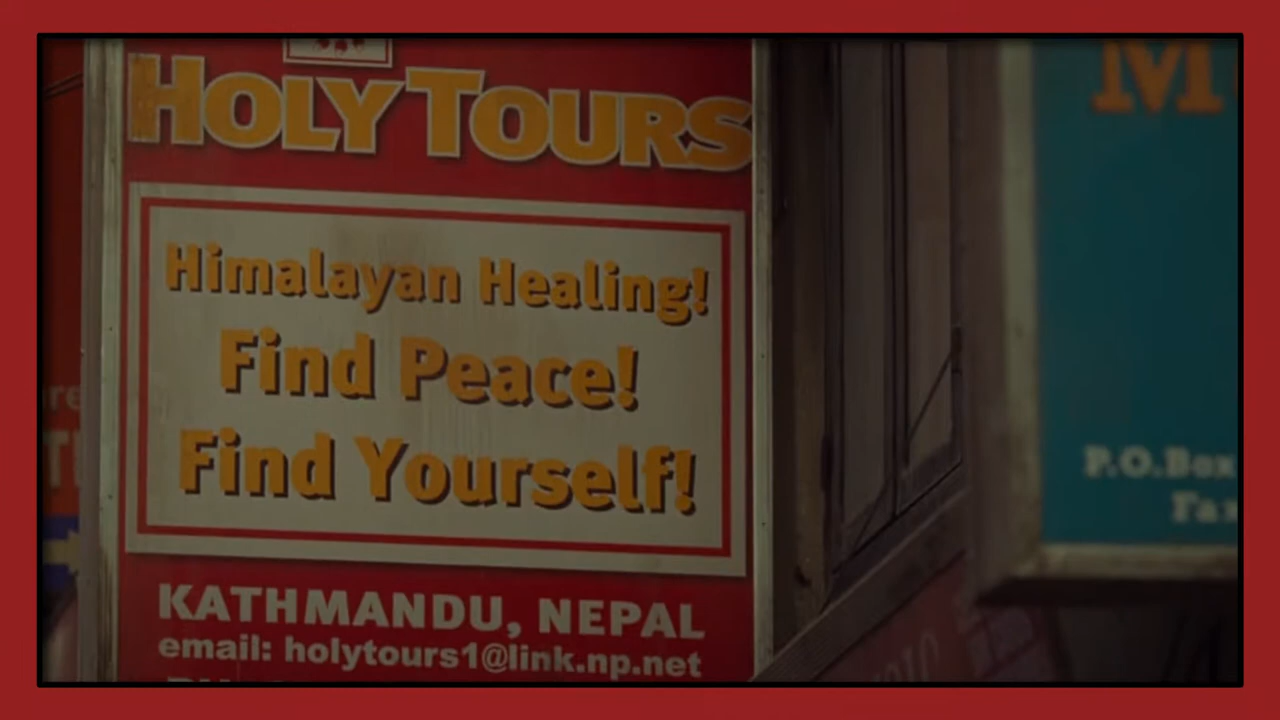 HOLY TOURS
Himalayan Healing!
Find Peace!
Find Yourself!
KATHMANDU, NEPAL
email: holytours1@link.np.net
M
P.O.Box
Fax